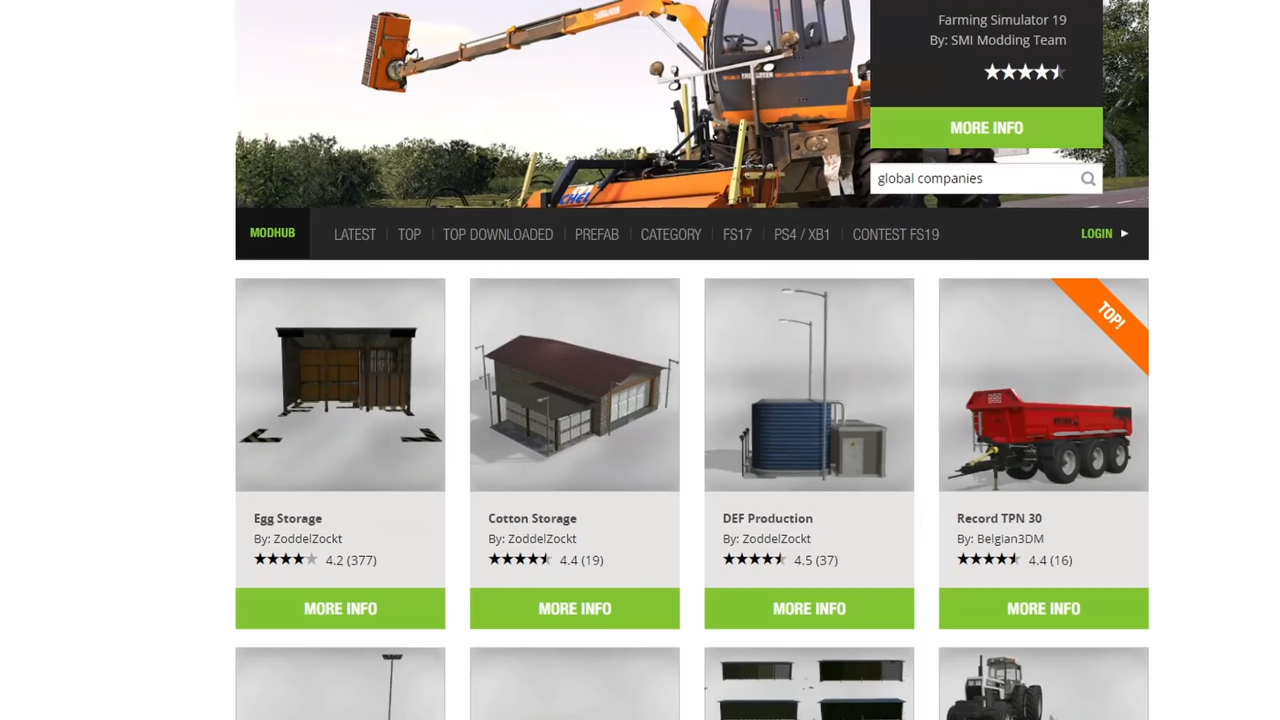 Farming Simulator 19
By: SMI Modding Team
MORE INFO
global companies
MODHUB
LATEST
TOP
TOP DOWNLOADED
PREFAB
CATEGORY
FS17
PS4 / XB1
CONTEST FS19
LOGIN
TOP!
Egg Storage
By: ZoddelZockt
4.2 (377)
MORE INFO
Cotton Storage
By: ZoddelZockt
4.4 (19)
MORE INFO
DEF Production
By: ZoddelZockt
4.5 (37)
MORE INFO
Record TPN 30
By: Belgian3DM
4.4 (16)
MORE INFO